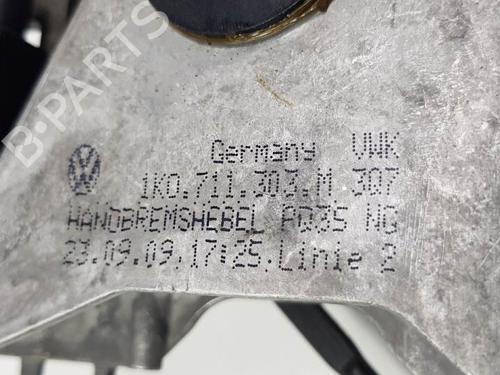 B-PARTS
Germany VWK
1K0.711.303.M 307
HANDBREMSHEBEL PQ35 NG
23.09.09.17:25.Linie 2